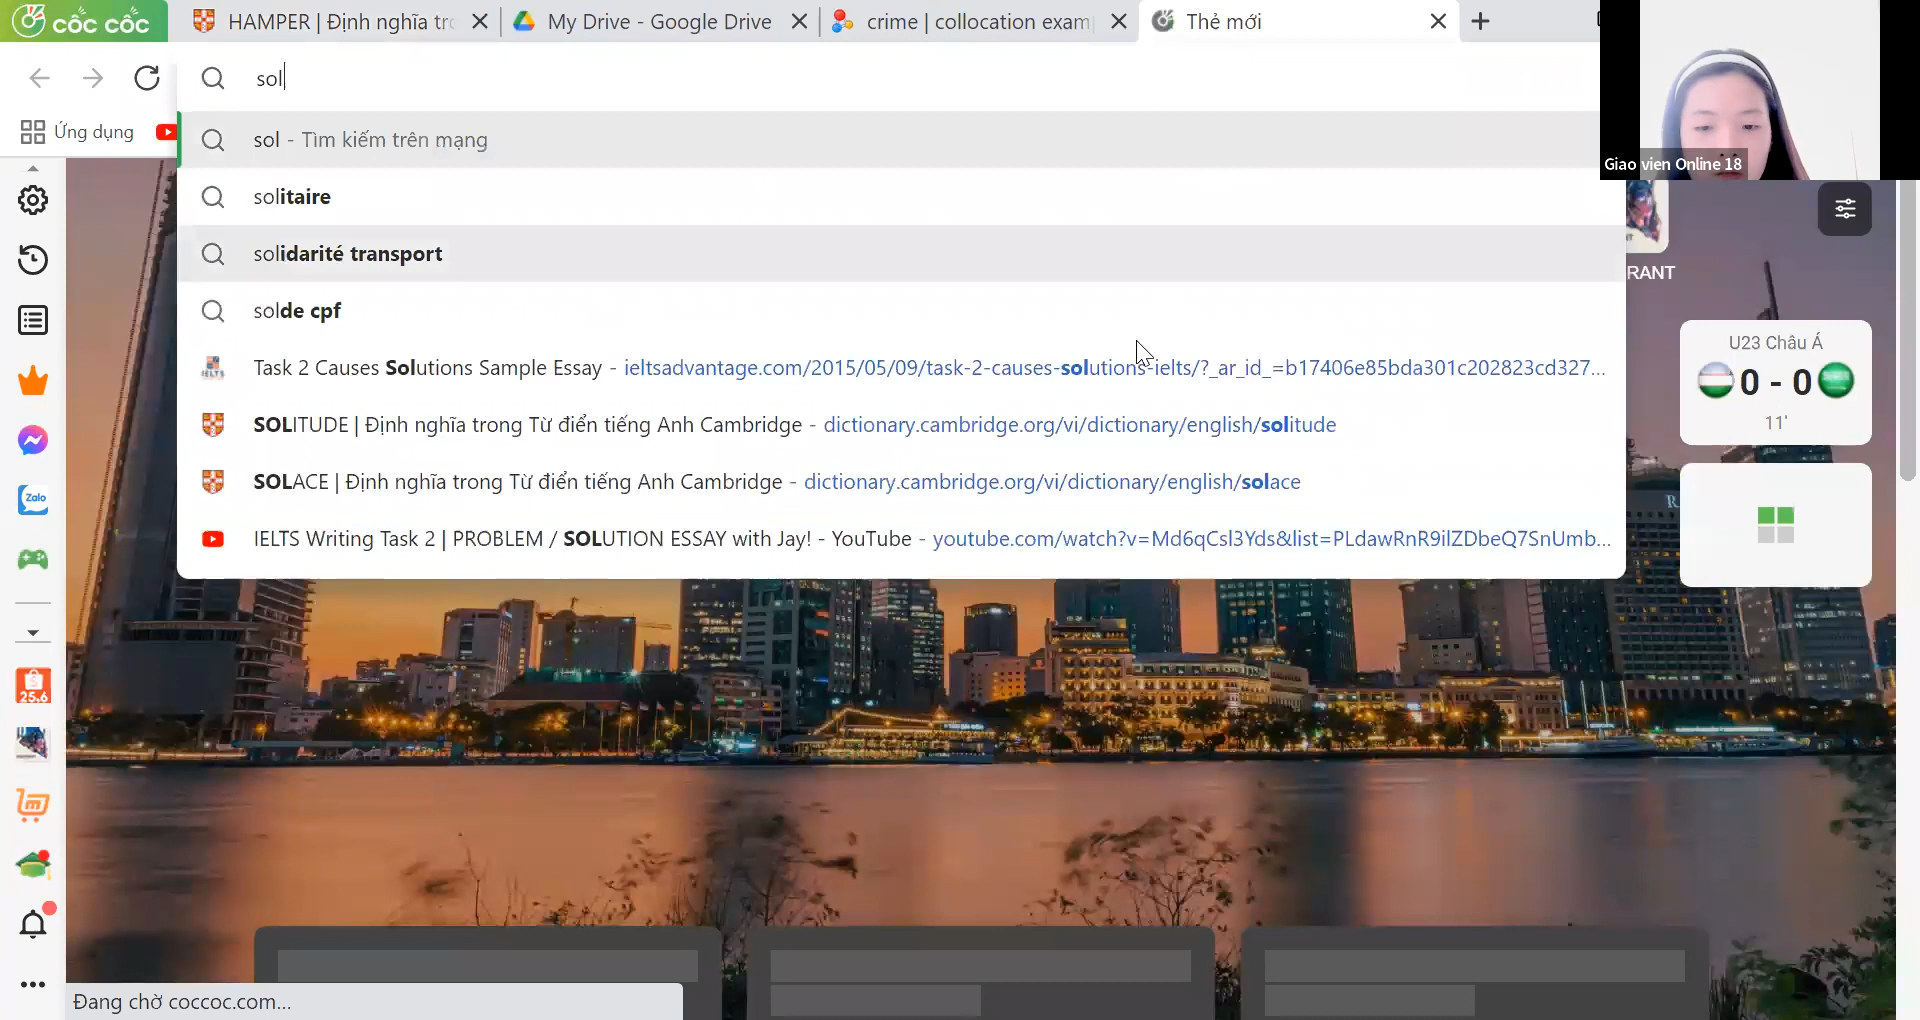 cốc cốc
HAMPER | Định nghĩa tr
My Drive - Google Drive
crime | collocation exam
Thẻ mới
sol
Ứng dụng
sol - Tìm kiếm trên mạng
solitaire
solidarité transport
solde cpf
Task 2 Causes Solutions Sample Essay - ieltsadvantage.com/2015/05/09/task-2-causes-solutions-ielts/?_ar_id_=b17406e85bda301c202823cd327...
SOLITUDE | Định nghĩa trong Từ điển tiếng Anh Cambridge - dictionary.cambridge.org/vi/dictionary/english/solitude
SOLACE | Định nghĩa trong Từ điển tiếng Anh Cambridge - dictionary.cambridge.org/vi/dictionary/english/solace
IELTS Writing Task 2 | PROBLEM / SOLUTION ESSAY with Jay! - YouTube - youtube.com/watch?v=Md6qCsl3Yds&list=PLdawRnR9ilZDbeQ7SnUmb...
Giao vien Online 18
RANT
U23 Châu Á
0 - 0
11'
Zalo
25.6
Đang chờ coccoc.com...